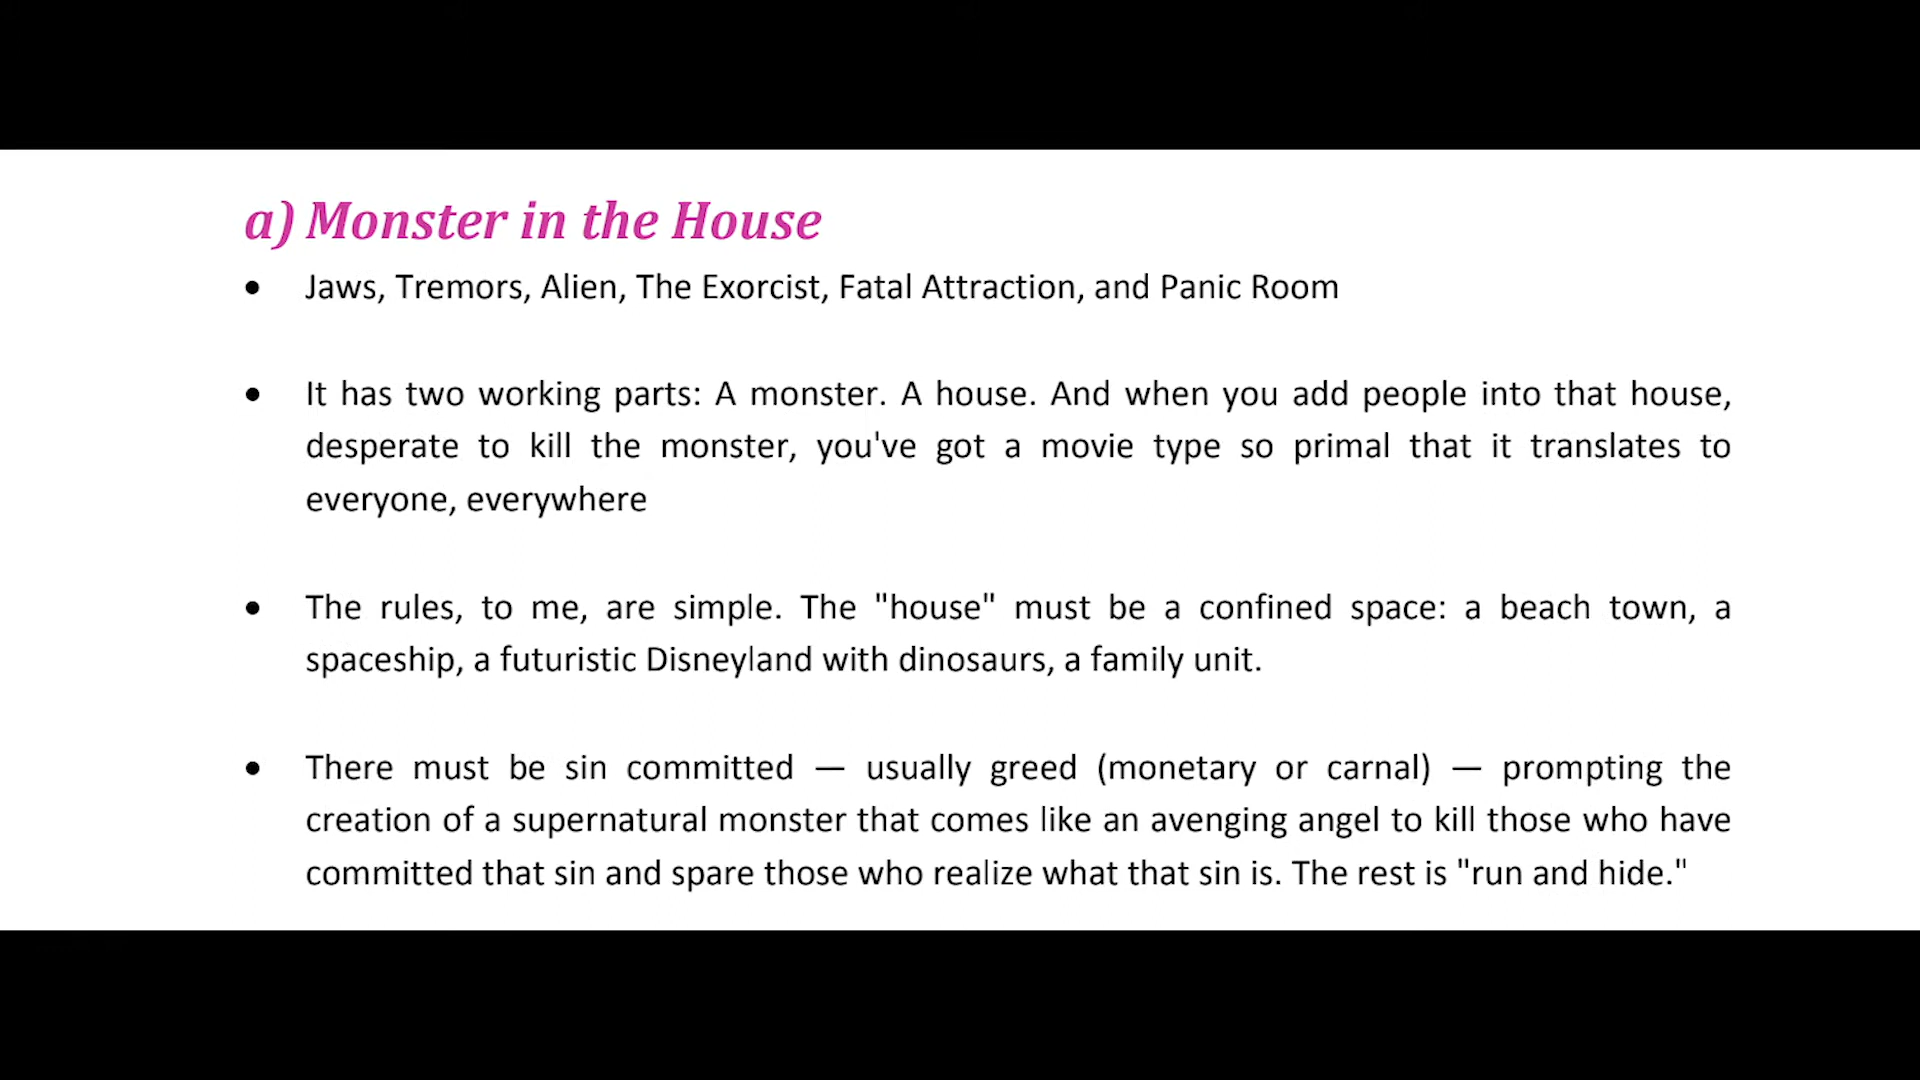 a) Monster in the House
• Jaws, Tremors, Alien, The Exorcist, Fatal Attraction, and Panic Room
• It has two working parts: A monster. A house. And when you add people into that house,
desperate to kill the monster, you've got a movie type so primal that it translates to
everyone, everywhere
• The rules, to me, are simple. The "house" must be a confined space: a beach town, a
spaceship, a futuristic Disneyland with dinosaurs, a family unit.
• There must be sin committed — usually greed (monetary or carnal) — prompting the
creation of a supernatural monster that comes like an avenging angel to kill those who have
committed that sin and spare those who realize what that sin is. The rest is "run and hide."